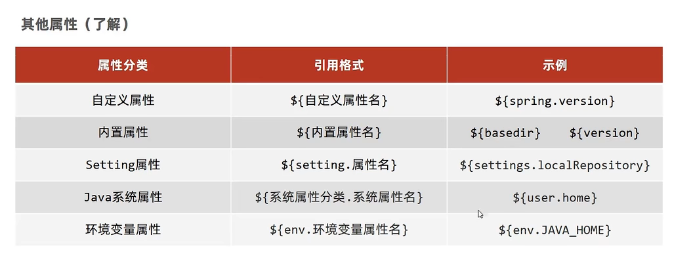 其他属性（了解）
属性分类 引用格式 示例
自定义属性 ${自定义属性名} ${spring.version}
内置属性 ${内置属性名} ${basedir} ${version}
Setting属性 ${setting.属性名} ${settings.localRepository}
Java系统属性 ${系统属性分类.系统属性名} ${user.home}
环境变量属性 ${env.环境变量属性名} ${env.JAVA_HOME}